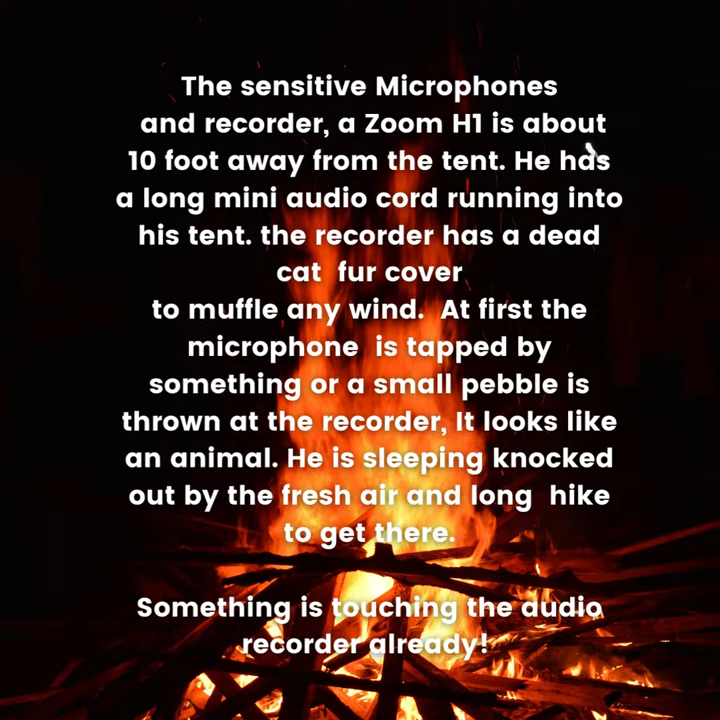 The sensitive Microphones
and recorder, a Zoom H1 is about
10 foot away from the tent. He has
a long mini audio cord running into
his tent. the recorder has a dead
cat fur cover
to muffle any wind. At first the
microphone is tapped by
something or a small pebble is
thrown at the recorder, It looks like
an animal. He is sleeping knocked
out by the fresh air and long hike
to get there.
Something is touching the audio
recorder already!